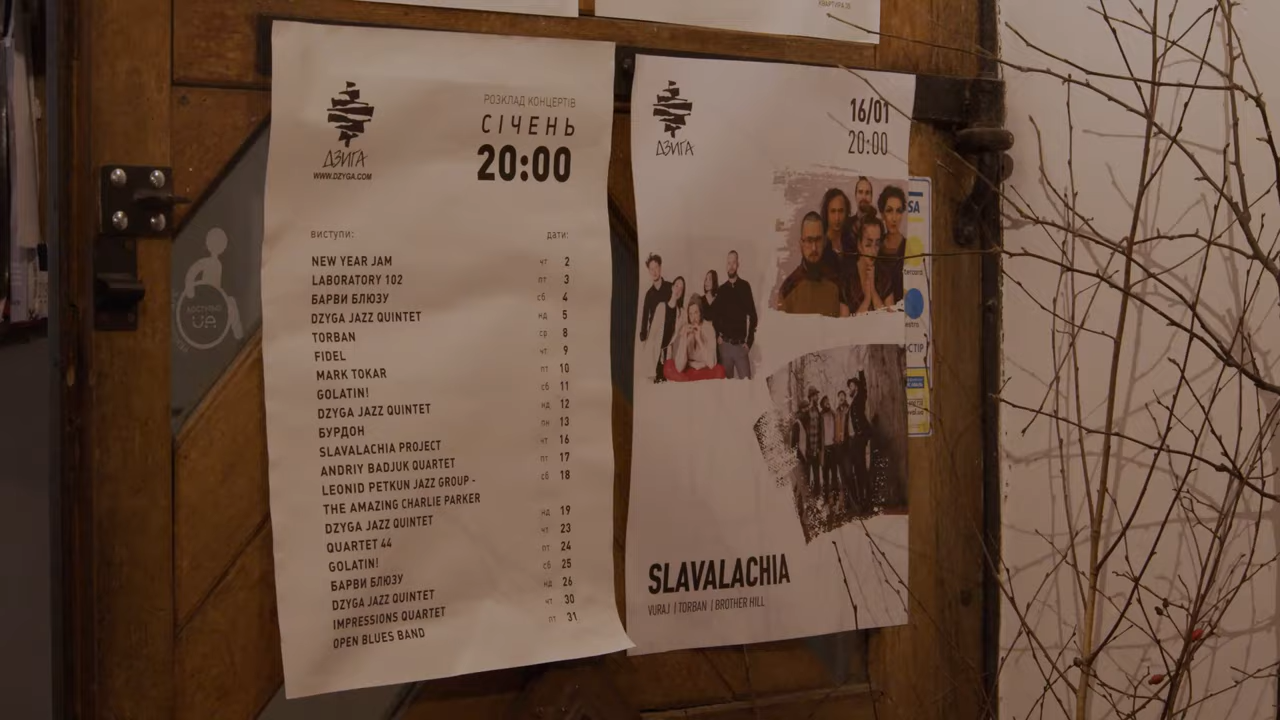 КВАРТИРА 35
ДЗИГА
WWW.DZYGA.COM
РОЗКЛАД КОНЦЕРТІВ
СІЧЕНЬ
20:00
виступи: дати:
NEW YEAR JAM чт 2
LABORATORY 102 пт 3
БАРВИ БЛЮЗУ сб 4
DZYGA JAZZ QUINTET нд 5
TORBAN ср 8
FIDEL чт 9
MARK TOKAR пт 10
GOLATIN! сб 11
DZYGA JAZZ QUINTET нд 12
БУРДОН пн 13
SLAVALACHIA PROJECT чт 16
ANDRIY BADJUK QUARTET пт 17
LEONID PETKUN JAZZ GROUP - сб 18
THE AMAZING CHARLIE PARKER
DZYGA JAZZ QUINTET нд 19
QUARTET 44 чт 23
GOLATIN! пт 24
БАРВИ БЛЮЗУ сб 25
DZYGA JAZZ QUINTET нд 26
IMPRESSIONS QUARTET чт 30
OPEN BLUES BAND пт 31
ДЗИГА
16/01
20:00
SLAVALACHIA
VURAJ | TORBAN | BROTHER HILL
ДОСТУПНО
UA